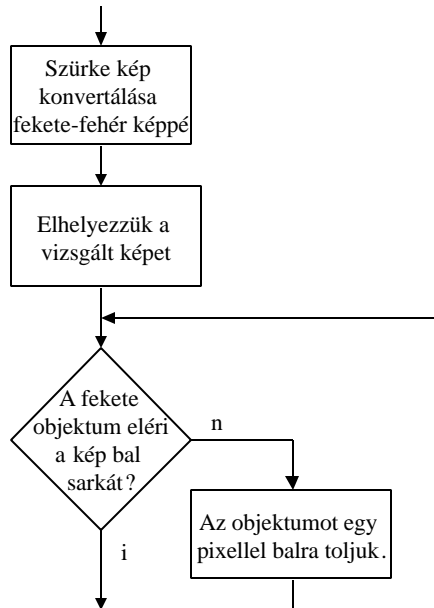 Szürke kép
konvertálása
fekete-fehér képpé
Elhelyezzük a
vizsgált képet
A fekete
objektum eléri
a kép bal
sarkát?
n
i
Az objektumot egy
pixellel balra toljuk.